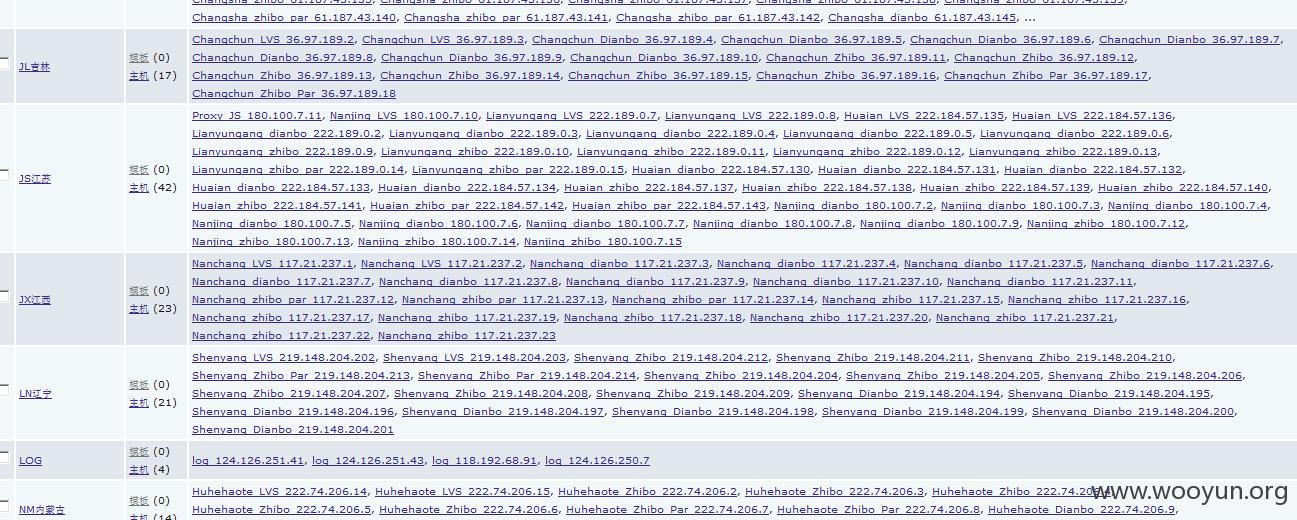 Changsha zhibo par 61.187.43.140, Changsha zhibo par 61.187.43.141, Changsha zhibo par 61.187.43.142, Changsha dianbo 61.187.43.145, ...
JL吉林
模板 (0)
主机 (17)
Changchun LVS 36.97.189.2, Changchun LVS 36.97.189.3, Changchun Dianbo 36.97.189.4, Changchun Dianbo 36.97.189.5, Changchun Dianbo 36.97.189.6, Changchun Dianbo 36.97.189.7,
Changchun Dianbo 36.97.189.8, Changchun Dianbo 36.97.189.9, Changchun Dianbo 36.97.189.10, Changchun Zhibo 36.97.189.11, Changchun Zhibo 36.97.189.12,
Changchun Zhibo 36.97.189.13, Changchun Zhibo 36.97.189.14, Changchun Zhibo 36.97.189.15, Changchun Zhibo 36.97.189.16, Changchun Zhibo Par 36.97.189.17,
Changchun Zhibo Par 36.97.189.18
JS江苏
模板 (0)
主机 (42)
Proxy JS 180.100.7.11, Nanjing LVS 180.100.7.10, Lianyungang LVS 222.189.0.7, Lianyungang LVS 222.189.0.8, Huaian LVS 222.184.57.135, Huaian LVS 222.184.57.136,
Lianyungang dianbo 222.189.0.2, Lianyungang dianbo 222.189.0.3, Lianyungang dianbo 222.189.0.4, Lianyungang dianbo 222.189.0.5, Lianyungang dianbo 222.189.0.6,
Lianyungang zhibo 222.189.0.9, Lianyungang zhibo 222.189.0.10, Lianyungang zhibo 222.189.0.11, Lianyungang zhibo 222.189.0.12, Lianyungang zhibo 222.189.0.13,
Lianyungang zhibo par 222.189.0.14, Lianyungang zhibo par 222.189.0.15, Huaian dianbo 222.184.57.130, Huaian dianbo 222.184.57.131, Huaian dianbo 222.184.57.132,
Huaian dianbo 222.184.57.133, Huaian dianbo 222.184.57.134, Huaian zhibo 222.184.57.137, Huaian zhibo 222.184.57.138, Huaian zhibo 222.184.57.139, Huaian zhibo 222.184.57.140,
Huaian zhibo 222.184.57.141, Huaian zhibo par 222.184.57.142, Huaian zhibo par 222.184.57.143, Nanjing dianbo 180.100.7.2, Nanjing dianbo 180.100.7.3, Nanjing dianbo 180.100.7.4,
Nanjing dianbo 180.100.7.5, Nanjing dianbo 180.100.7.6, Nanjing dianbo 180.100.7.7, Nanjing dianbo 180.100.7.8, Nanjing dianbo 180.100.7.9, Nanjing zhibo 180.100.7.12,
Nanjing zhibo 180.100.7.13, Nanjing zhibo 180.100.7.14, Nanjing zhibo 180.100.7.15
JX江西
模板 (0)
主机 (23)
Nanchang LVS 117.21.237.1, Nanchang LVS 117.21.237.2, Nanchang dianbo 117.21.237.3, Nanchang dianbo 117.21.237.4, Nanchang dianbo 117.21.237.5, Nanchang dianbo 117.21.237.6,
Nanchang dianbo 117.21.237.7, Nanchang dianbo 117.21.237.8, Nanchang dianbo 117.21.237.9, Nanchang dianbo 117.21.237.10, Nanchang dianbo 117.21.237.11,
Nanchang zhibo par 117.21.237.12, Nanchang zhibo par 117.21.237.13, Nanchang zhibo par 117.21.237.14, Nanchang zhibo 117.21.237.15, Nanchang zhibo 117.21.237.16,
Nanchang zhibo 117.21.237.17, Nanchang zhibo 117.21.237.19, Nanchang zhibo 117.21.237.18, Nanchang zhibo 117.21.237.20, Nanchang zhibo 117.21.237.21,
Nanchang zhibo 117.21.237.22, Nanchang zhibo 117.21.237.23
LN辽宁
模板 (0)
主机 (21)
Shenyang LVS 219.148.204.202, Shenyang LVS 219.148.204.203, Shenyang Zhibo 219.148.204.212, Shenyang Zhibo 219.148.204.211, Shenyang Zhibo 219.148.204.210,
Shenyang Zhibo Par 219.148.204.213, Shenyang Zhibo Par 219.148.204.214, Shenyang Zhibo 219.148.204.204, Shenyang Zhibo 219.148.204.205, Shenyang Zhibo 219.148.204.206,
Shenyang Zhibo 219.148.204.207, Shenyang Zhibo 219.148.204.208, Shenyang Zhibo 219.148.204.209, Shenyang Dianbo 219.148.204.194, Shenyang Dianbo 219.148.204.195,
Shenyang Dianbo 219.148.204.196, Shenyang Dianbo 219.148.204.197, Shenyang Dianbo 219.148.204.198, Shenyang Dianbo 219.148.204.199, Shenyang Dianbo 219.148.204.200,
Shenyang Dianbo 219.148.204.201
LOG
模板 (0)
主机 (4)
log 124.126.251.41, log 124.126.251.43, log 118.192.68.91, log 124.126.250.7
NM内蒙古
模板 (0)
主机 (14)
Huhehaote LVS 222.74.206.14, Huhehaote LVS 222.74.206.15, Huhehaote Zhibo 222.74.206.2, Huhehaote Zhibo 222.74.206.3, Huhehaote Zhibo
Huhehaote Zhibo 222.74.206.5, Huhehaote Zhibo 222.74.206.6, Huhehaote Zhibo Par 222.74.206.7, Huhehaote Zhibo Par 222.74.206.8, Huhehaote Dianbo 222.74.206.9,
www.wooyun.org